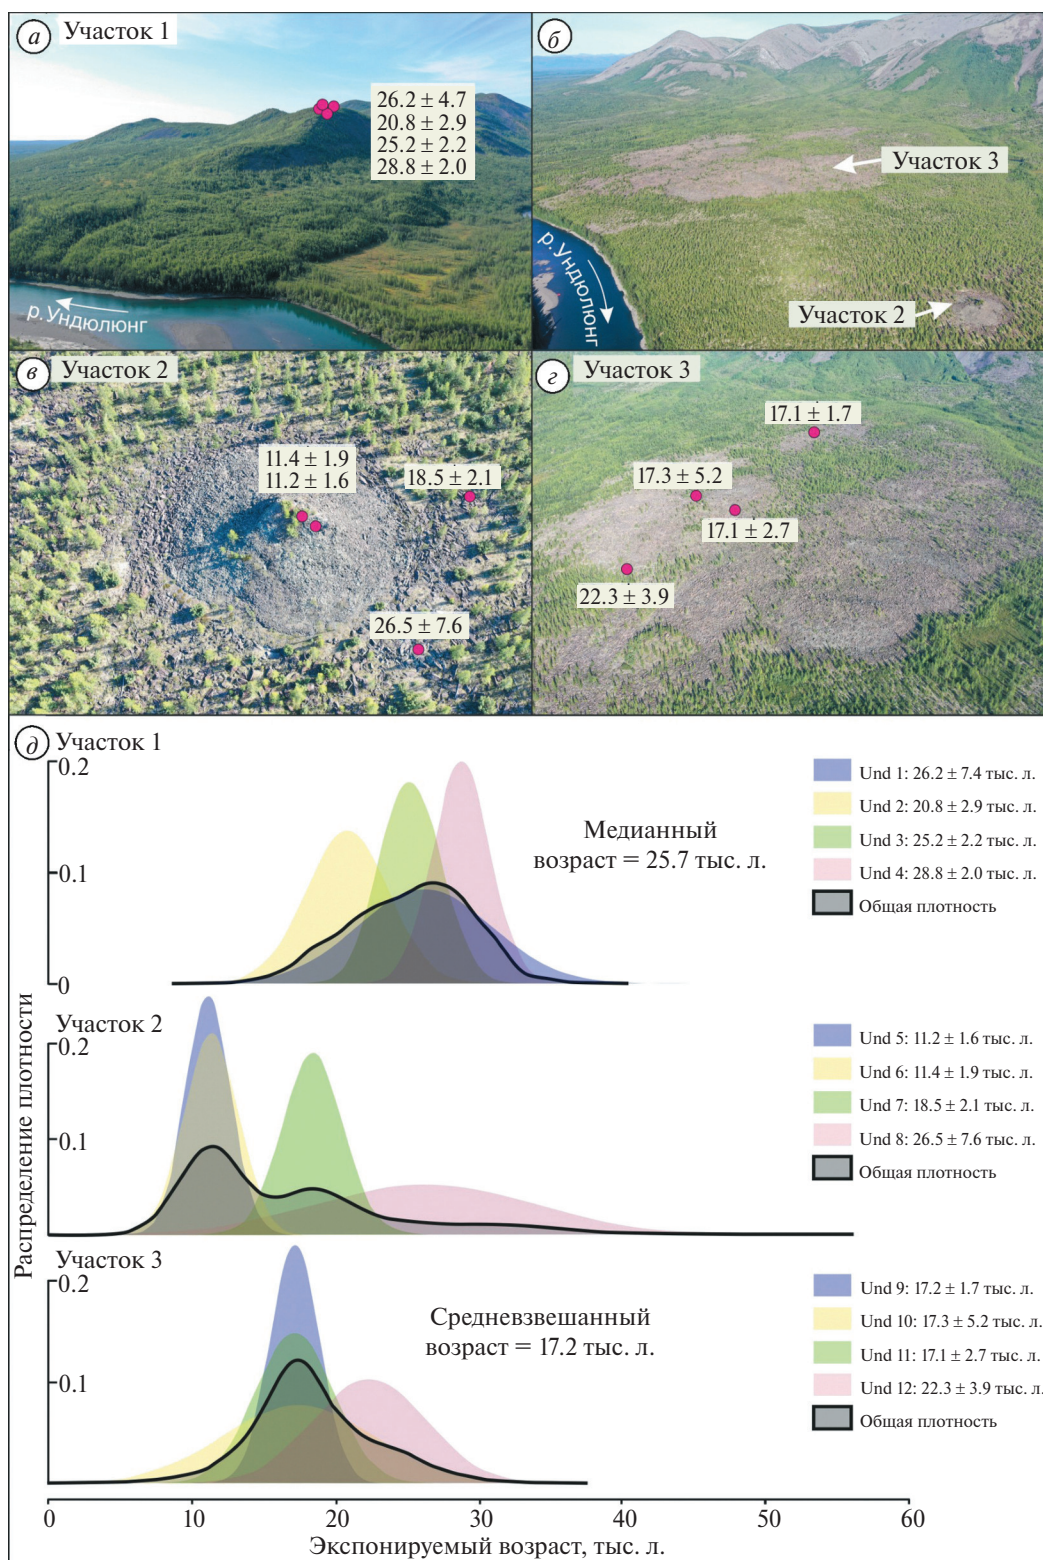 а
Участок 1
26.2 ± 4.7
20.8 ± 2.9
25.2 ± 2.2
28.8 ± 2.0
р. Ундюлюнг
б
Участок 3
Участок 2
р. Ундюлюнг
в
Участок 2
11.4 ± 1.9
11.2 ± 1.6
18.5 ± 2.1
26.5 ± 7.6
г
Участок 3
17.1 ± 1.7
17.3 ± 5.2
17.1 ± 2.7
22.3 ± 3.9
д
Участок 1
0.2
0.1
0
Медианный
возраст = 25.7 тыс. л.
Und 1: 26.2 ± 7.4 тыс. л.
Und 2: 20.8 ± 2.9 тыс. л.
Und 3: 25.2 ± 2.2 тыс. л.
Und 4: 28.8 ± 2.0 тыс. л.
Общая плотность
Распределение плотности
Участок 2
0.2
0.1
Und 5: 11.2 ± 1.6 тыс. л.
Und 6: 11.4 ± 1.9 тыс. л.
Und 7: 18.5 ± 2.1 тыс. л.
Und 8: 26.5 ± 7.6 тыс. л.
Общая плотность
Участок 3
0.2
0.1
Средневзвешанный
возраст = 17.2 тыс. л.
Und 9: 17.2 ± 1.7 тыс. л.
Und 10: 17.3 ± 5.2 тыс. л.
Und 11: 17.1 ± 2.7 тыс. л.
Und 12: 22.3 ± 3.9 тыс. л.
Общая плотность
0 10 20 30 40 50 60
Экспонируемый возраст, тыс. л.